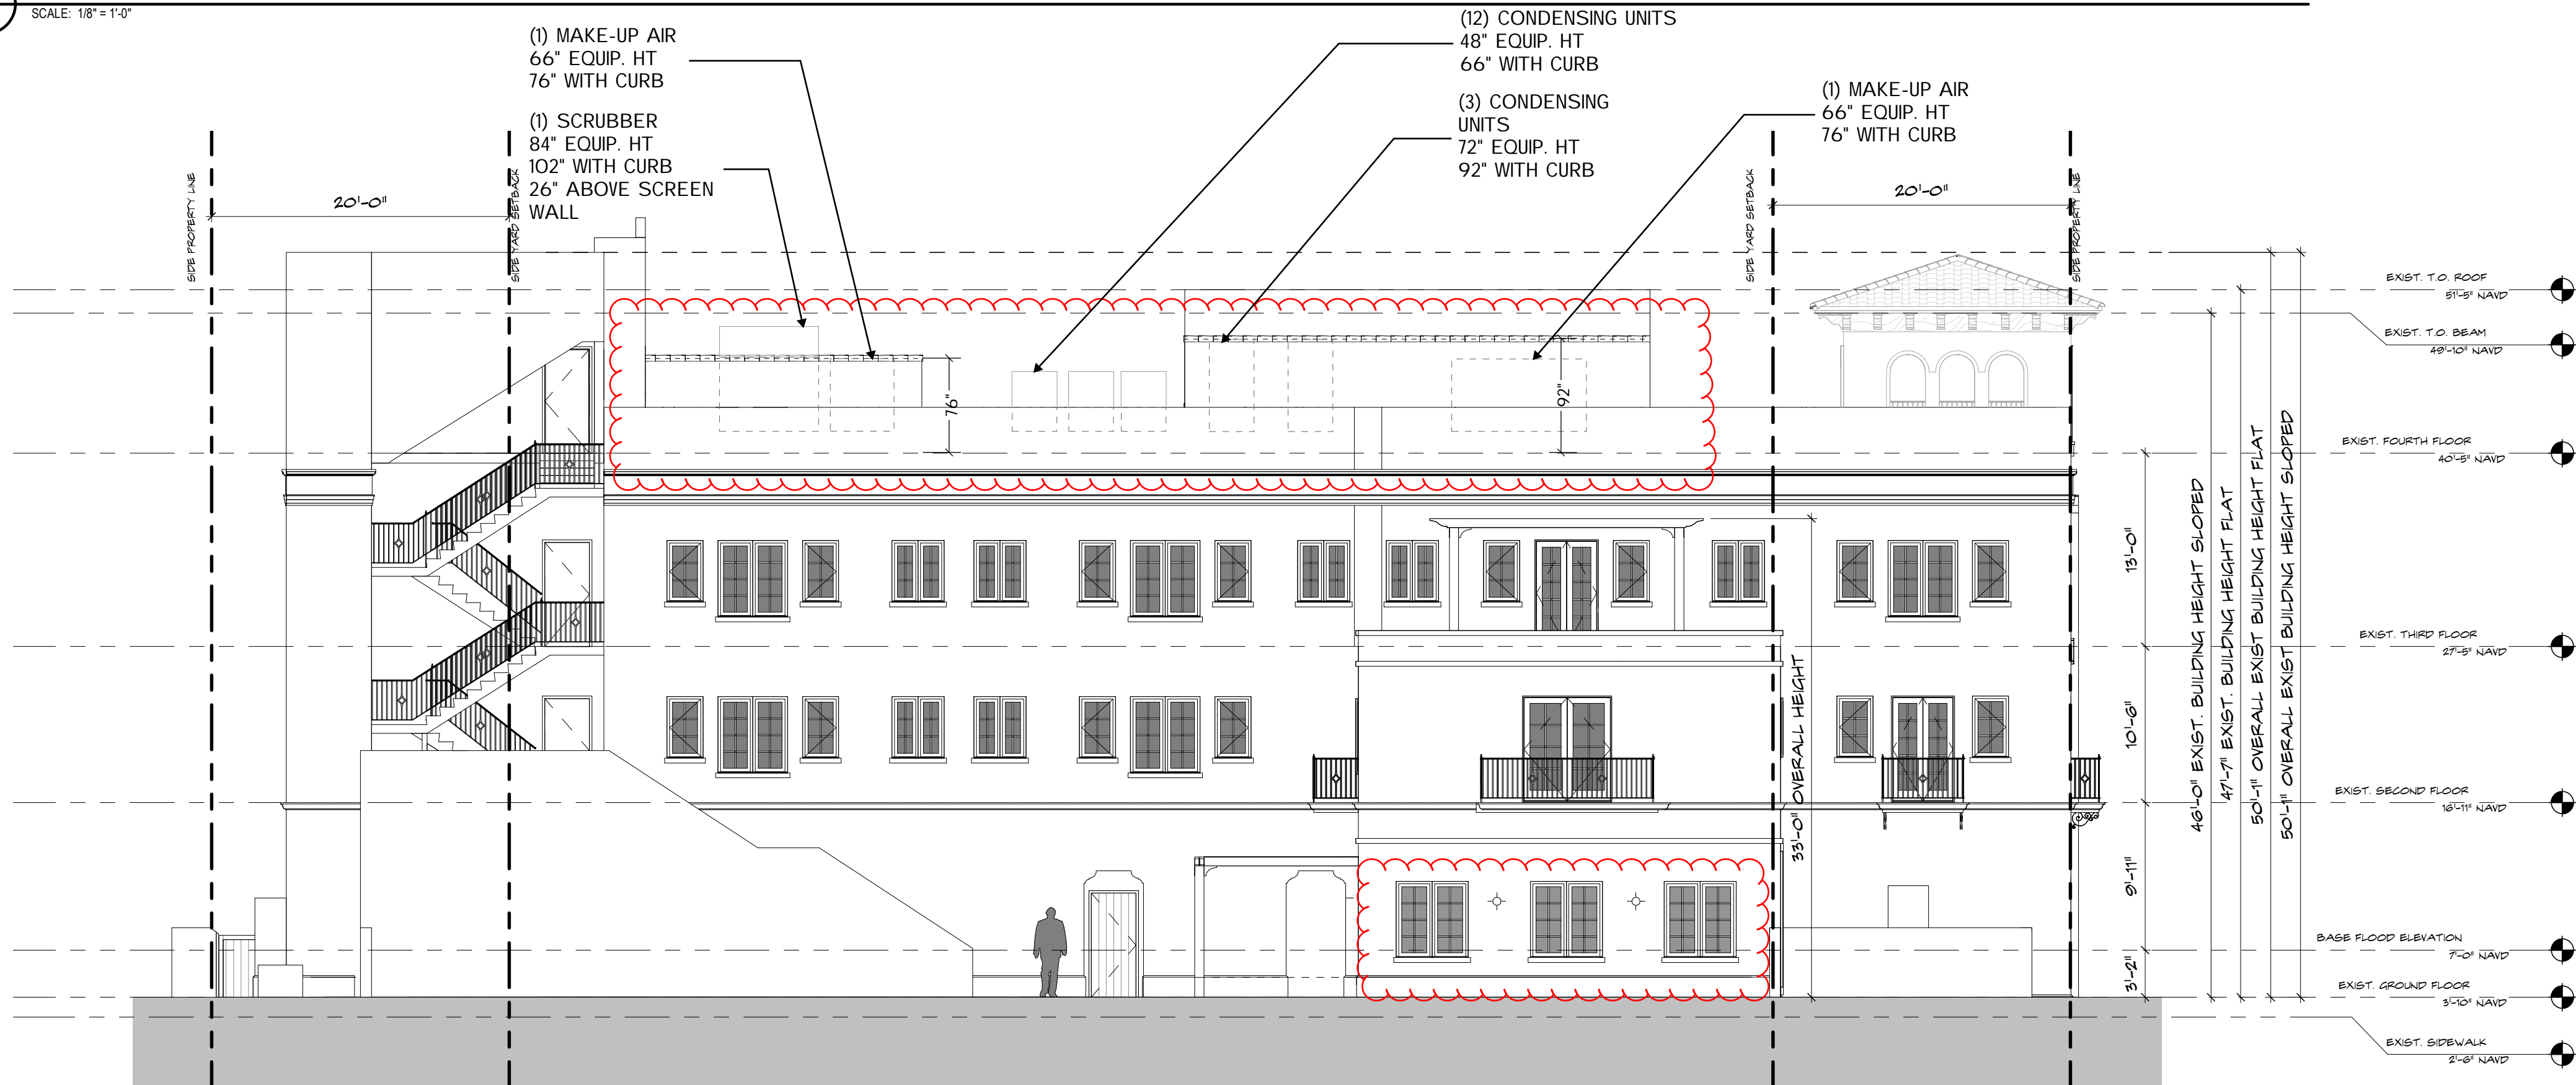 SCALE: 1/8" = 1'-0"
(1) MAKE-UP AIR
66" EQUIP. HT
76" WITH CURB
(1) SCRUBBER
84" EQUIP. HT
102" WITH CURB
26" ABOVE SCREEN
WALL
(12) CONDENSING UNITS
48" EQUIP. HT
66" WITH CURB
(3) CONDENSING
UNITS
72" EQUIP. HT
92" WITH CURB
(1) MAKE-UP AIR
66" EQUIP. HT
76" WITH CURB
SIDE PROPERTY LINE
20'-0"
SIDE YARD SETBACK
SIDE YARD SETBACK
20'-0"
SIDE PROPERTY LINE
76"
92"
33'-0" OVERALL HEIGHT
13'-0"
10'-6"
9'-11"
3'-2"
46'-0" EXIST. BUILDING HEIGHT SLOPED
47'-7" EXIST. BUILDING HEIGHT FLAT
50'-1" OVERALL EXIST BUILDING HEIGHT FLAT
50'-1" OVERALL EXIST BUILDING HEIGHT SLOPED
EXIST. T.O. ROOF
51'-5" NAVD
EXIST. T.O. BEAM
49'-10" NAVD
EXIST. FOURTH FLOOR
40'-5" NAVD
EXIST. THIRD FLOOR
27'-5" NAVD
EXIST. SECOND FLOOR
16'-11" NAVD
BASE FLOOD ELEVATION
7'-0" NAVD
EXIST. GROUND FLOOR
3'-10" NAVD
EXIST. SIDEWALK
2'-6" NAVD